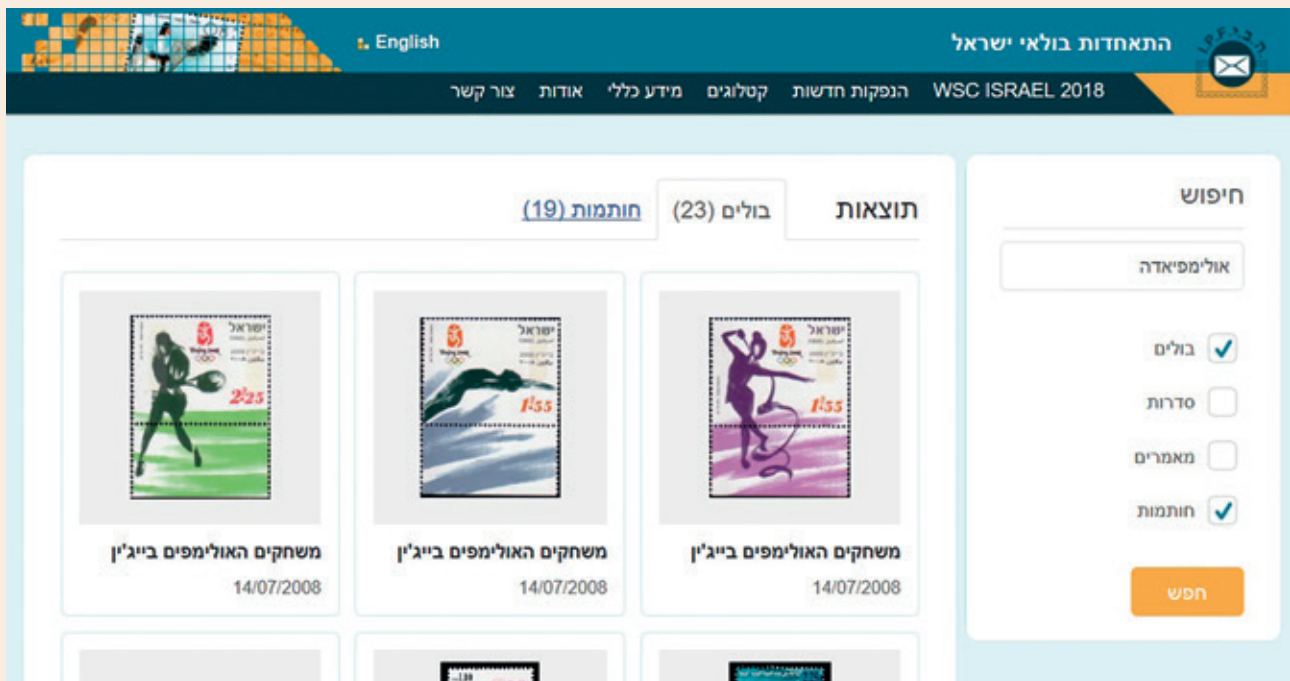 התאחדות בולאי ישראל
English
WSC ISRAEL 2018 הנפקות חדשות קטלוגים מידע כללי אודות צור קשר
חיפוש
אולימפיאדה
בולים
סדרות
מאמרים
חותמות
חפש
תוצאות בולים (23) חותמות (19)
ישראל
1.55
משחקים האולימפים בייג'ין
14/07/2008
ישראל
1.55
משחקים האולימפים בייג'ין
14/07/2008
ישראל
2.25
משחקים האולימפים בייג'ין
14/07/2008